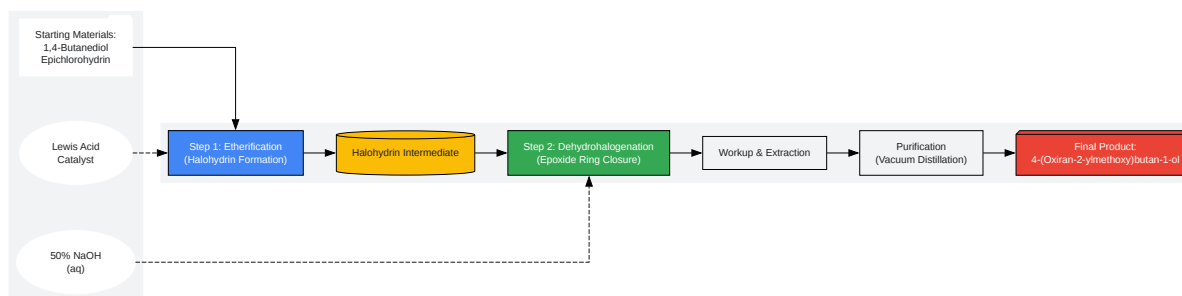 Starting Materials:
1,4-Butanediol
Epichlorohydrin
Lewis Acid
Catalyst
50% NaOH
(aq)
Step 1: Etherification
(Halohydrin Formation)
Halohydrin Intermediate
Step 2: Dehydrohalogenation
(Epoxide Ring Closure)
Workup & Extraction
Purification
(Vacuum Distillation)
Final Product:
4-(Oxiran-2-ylmethoxy)butan-1-ol